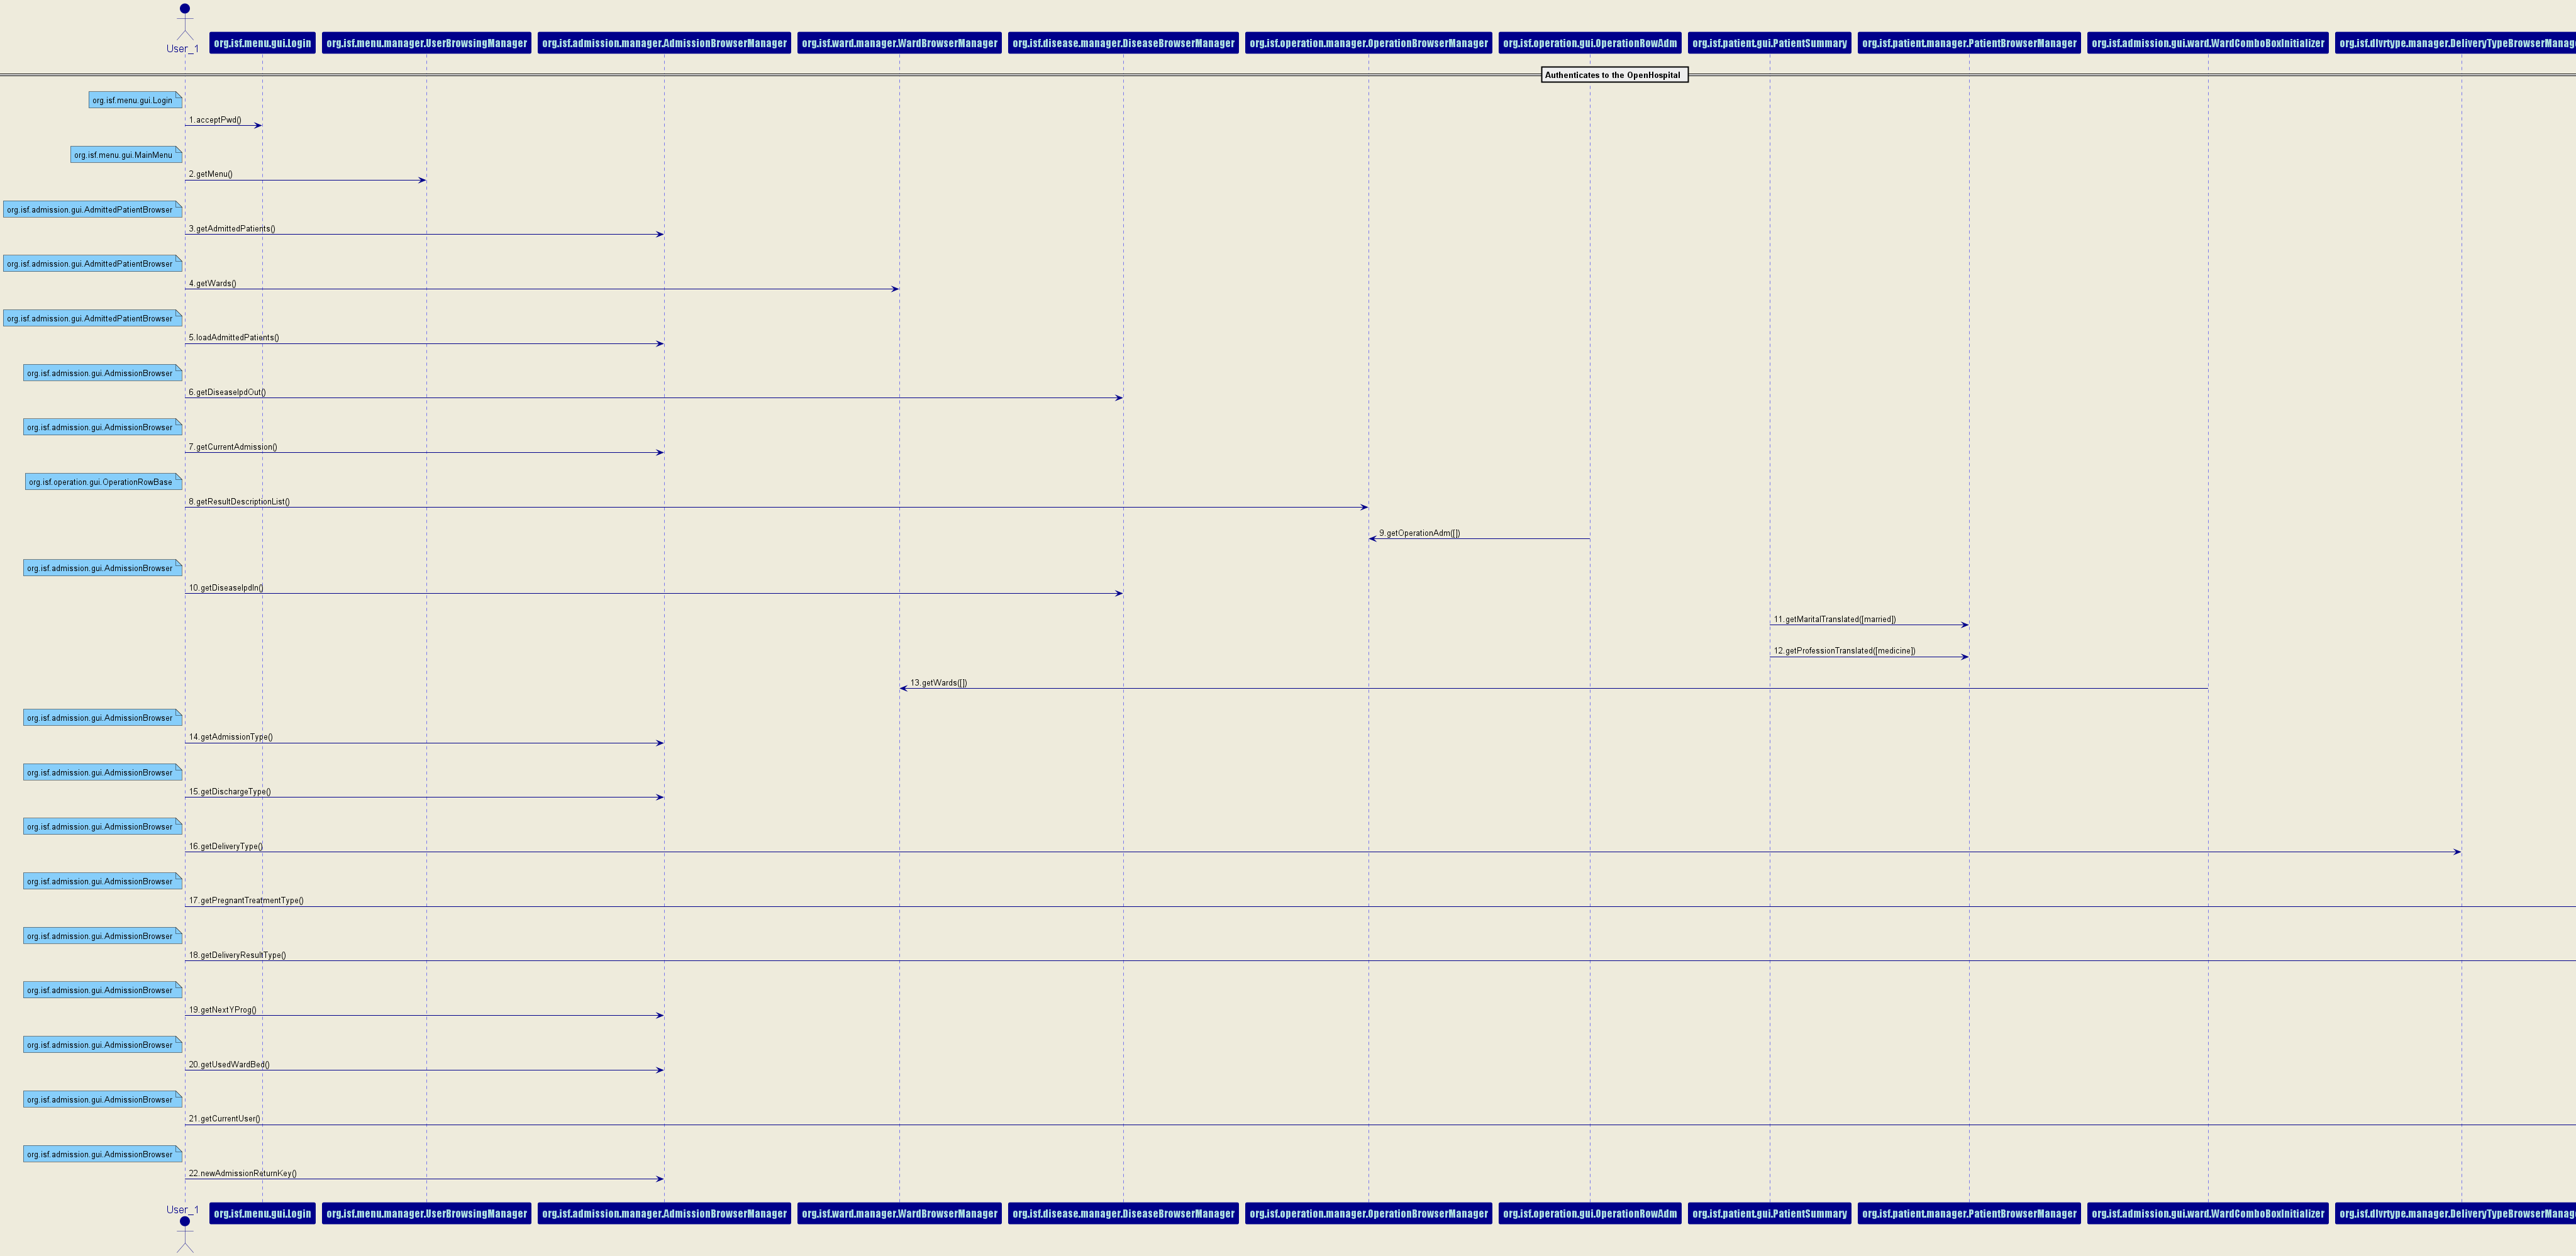 User_1
org.isf.menu.gui.Login
org.isf.menu.manager.UserBrowsingManager
org.isf.admission.manager.AdmissionBrowserManager
org.isf.ward.manager.WardBrowserManager
org.isf.disease.manager.DiseaseBrowserManager
org.isf.operation.manager.OperationBrowserManager
org.isf.operation.gui.OperationRowAdm
org.isf.patient.gui.PatientSummary
org.isf.patient.manager.PatientBrowserManager
org.isf.admission.gui.ward.WardComboBoxInitializer
org.isf.dlvrtype.manager.DeliveryTypeBrowserManag
Authenticates to the OpenHospital
org.isf.menu.gui.Login
1.acceptPwd()
org.isf.menu.gui.MainMenu
2.getMenu()
org.isf.admission.gui.AdmittedPatientBrowser
3.getAdmittedPatients()
org.isf.admission.gui.AdmittedPatientBrowser
4.getWards()
org.isf.admission.gui.AdmittedPatientBrowser
5.loadAdmittedPatients()
org.isf.admission.gui.AdmissionBrowser
6.getDiseaseIpdOut()
org.isf.admission.gui.AdmissionBrowser
7.getCurrentAdmission()
org.isf.operation.gui.OperationRowBase
8.getResultDescriptionList()
9.getOperationAdm([])
org.isf.admission.gui.AdmissionBrowser
10.getDiseaseIpdIn()
11.getMaritalTranslated([married])
12.getProfessionTranslated([medicine])
13.getWards([])
org.isf.admission.gui.AdmissionBrowser
14.getAdmissionType()
org.isf.admission.gui.AdmissionBrowser
15.getDischargeType()
org.isf.admission.gui.AdmissionBrowser
16.getDeliveryType()
org.isf.admission.gui.AdmissionBrowser
17.getPregnantTreatmentType()
org.isf.admission.gui.AdmissionBrowser
18.getDeliveryResultType()
org.isf.admission.gui.AdmissionBrowser
19.getNextYProg()
org.isf.admission.gui.AdmissionBrowser
20.getUsedWardBed()
org.isf.admission.gui.AdmissionBrowser
21.getCurrentUser()
org.isf.admission.gui.AdmissionBrowser
22.newAdmissionReturnKey()
User_1
org.isf.menu.gui.Login
org.isf.menu.manager.UserBrowsingManager
org.isf.admission.manager.AdmissionBrowserManager
org.isf.ward.manager.WardBrowserManager
org.isf.disease.manager.DiseaseBrowserManager
org.isf.operation.manager.OperationBrowserManager
org.isf.operation.gui.OperationRowAdm
org.isf.patient.gui.PatientSummary
org.isf.patient.manager.PatientBrowserManager
org.isf.admission.gui.ward.WardComboBoxInitializer
org.isf.dlvrtype.manager.DeliveryTypeBrowserManag